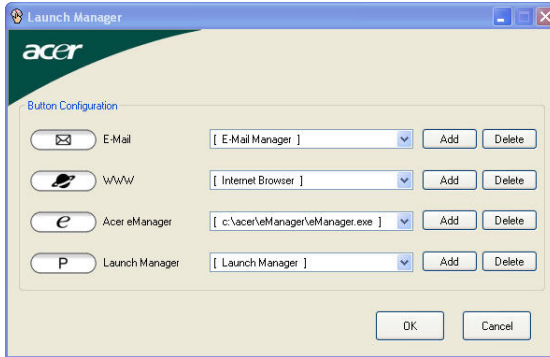 Launch Manager
acer
Button Configuration
E-Mail [ E-Mail Manager ] Add Delete
WWW [ Internet Browser ] Add Delete
e Acer eManager [ c:\acer\eManager\eManager.exe ] Add Delete
P Launch Manager [ Launch Manager ] Add Delete
OK Cancel